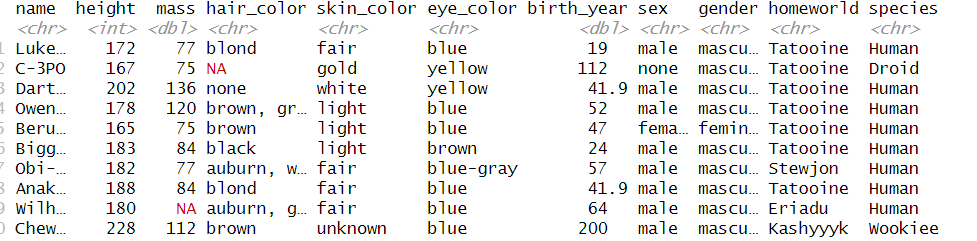 name height mass hair_color skin_color eye_color birth_year sex gender homeworld species
<chr> <int> <dbl> <chr> <chr> <chr> <dbl> <chr> <chr> <chr> <chr>
Luke… 172 77 blond fair blue 19 male mascu… Tatooine Human
C-3PO 167 75 NA gold yellow 112 none mascu… Tatooine Droid
Dart… 202 136 none white yellow 41.9 male mascu… Tatooine Human
Owen… 178 120 brown, gr… light blue 52 male mascu… Tatooine Human
Beru… 165 75 brown light blue 47 fema… femin… Tatooine Human
Bigg… 183 84 black light brown 24 male mascu… Tatooine Human
Obi-… 182 77 auburn, w… fair blue-gray 57 male mascu… Stewjon Human
Anak… 188 84 blond fair blue 41.9 male mascu… Tatooine Human
Wilh… 180 NA auburn, g… fair blue 64 male mascu… Eriadu Human
Chew… 228 112 brown unknown blue 200 male mascu… Kashyyyk Wookiee